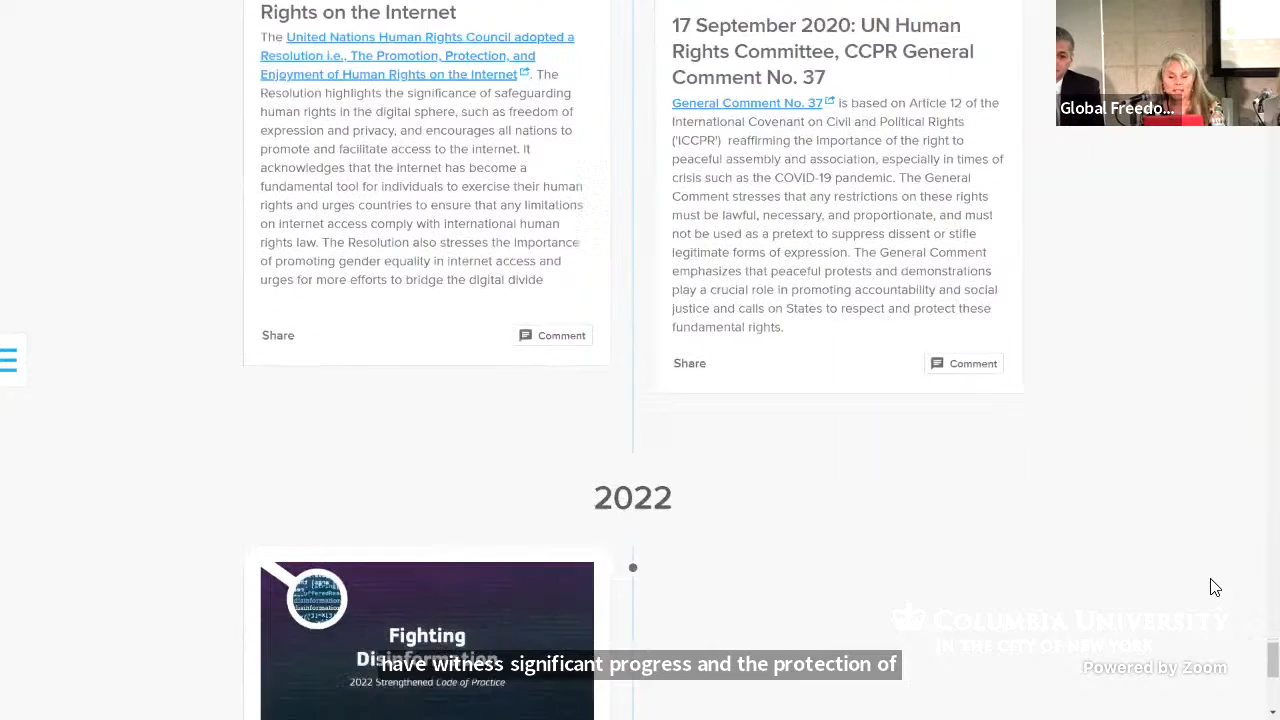 Rights on the Internet
The United Nations Human Rights Council adopted a
Resolution i.e., The Promotion, Protection, and
Enjoyment of Human Rights on the Internet. The
Resolution highlights the significance of safeguarding
human rights in the digital sphere, such as freedom of
expression and privacy, and encourages all nations to
promote and facilitate access to the internet. It
acknowledges that the internet has become a
fundamental tool for individuals to exercise their human
rights and urges countries to ensure that any limitations
on internet access comply with international human
rights law. The Resolution also stresses the importance
of promoting gender equality in internet access and
urges for more efforts to bridge the digital divide
Share
Comment
17 September 2020: UN Human
Rights Committee, CCPR General
Comment No. 37
General Comment No. 37 is based on Article 12 of the
International Covenant on Civil and Political Rights
('ICCPR') reaffirming the importance of the right to
peaceful assembly and association, especially in times of
crisis such as the COVID-19 pandemic. The General
Comment stresses that any restrictions on these rights
must be lawful, necessary, and proportionate, and must
not be used as a pretext to suppress dissent or stifle
legitimate forms of expression. The General Comment
emphasizes that peaceful protests and demonstrations
play a crucial role in promoting accountability and social
justice and calls on States to respect and protect these
fundamental rights.
Share
Comment
Global Freedo...
2022
Fighting
Disinformation
2022 Strengthened Code of Practice
have witness significant progress and the protection of
COLUMBIA UNIVERSITY
IN THE CITY OF NEW YORK
Powered by Zoom